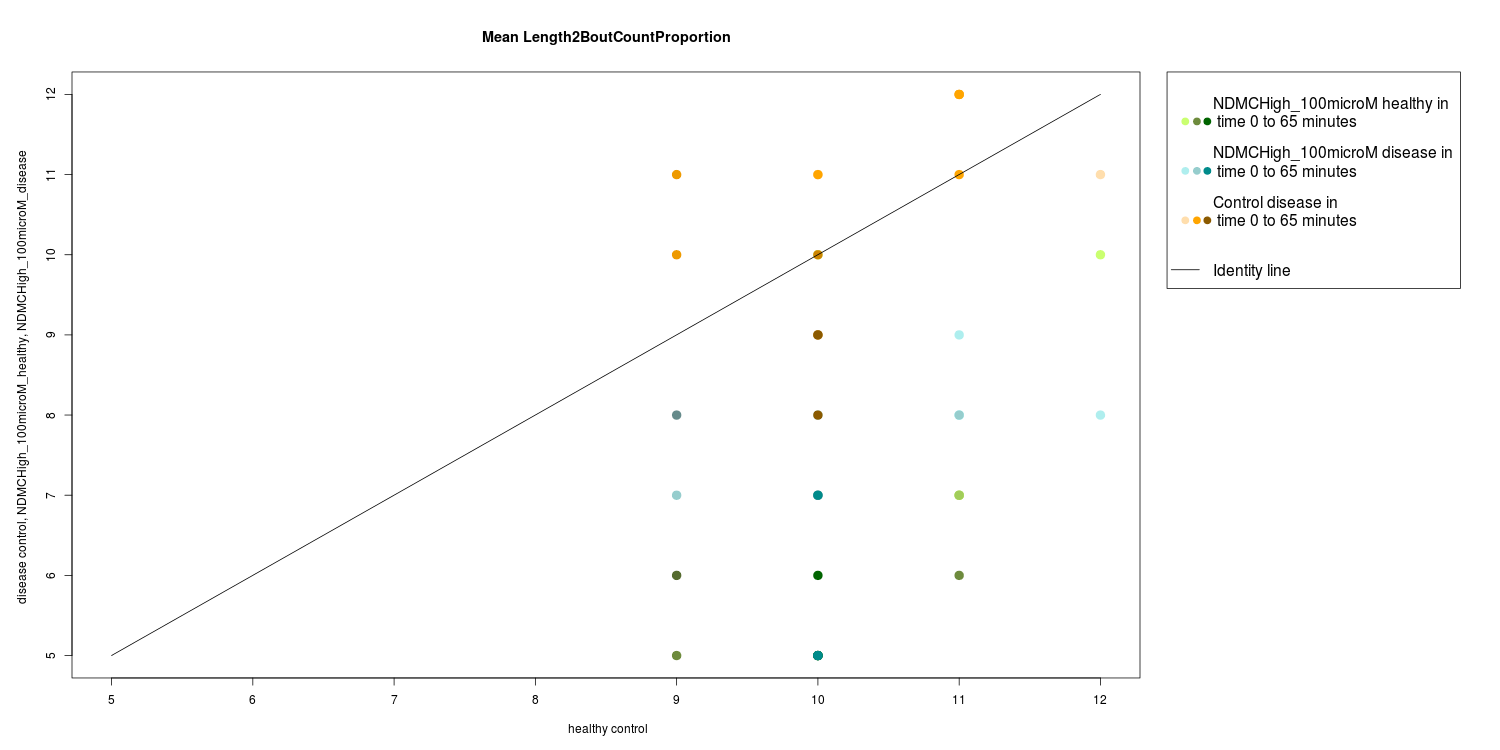 Mean Length2BoutCountProportion
disease control, NDMCHigh_100microM_healthy, NDMCHigh_100microM_disease
12
11
10
9
8
7
6
5
5 6 7 8 9 10 11 12
healthy control
NDMCHigh_100microM healthy in
time 0 to 65 minutes
NDMCHigh_100microM disease in
time 0 to 65 minutes
Control disease in
time 0 to 65 minutes
Identity line